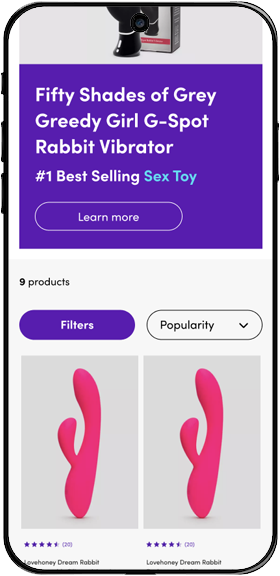 Fifty Shades of Grey
Greedy Girl G-Spot
Rabbit Vibrator
#1 Best Selling Sex Toy
Learn more
9 products
Filters
Popularity
(20)
(20)
Lovehoney Dream Rabbit
Lovehoney Dream Rabbit